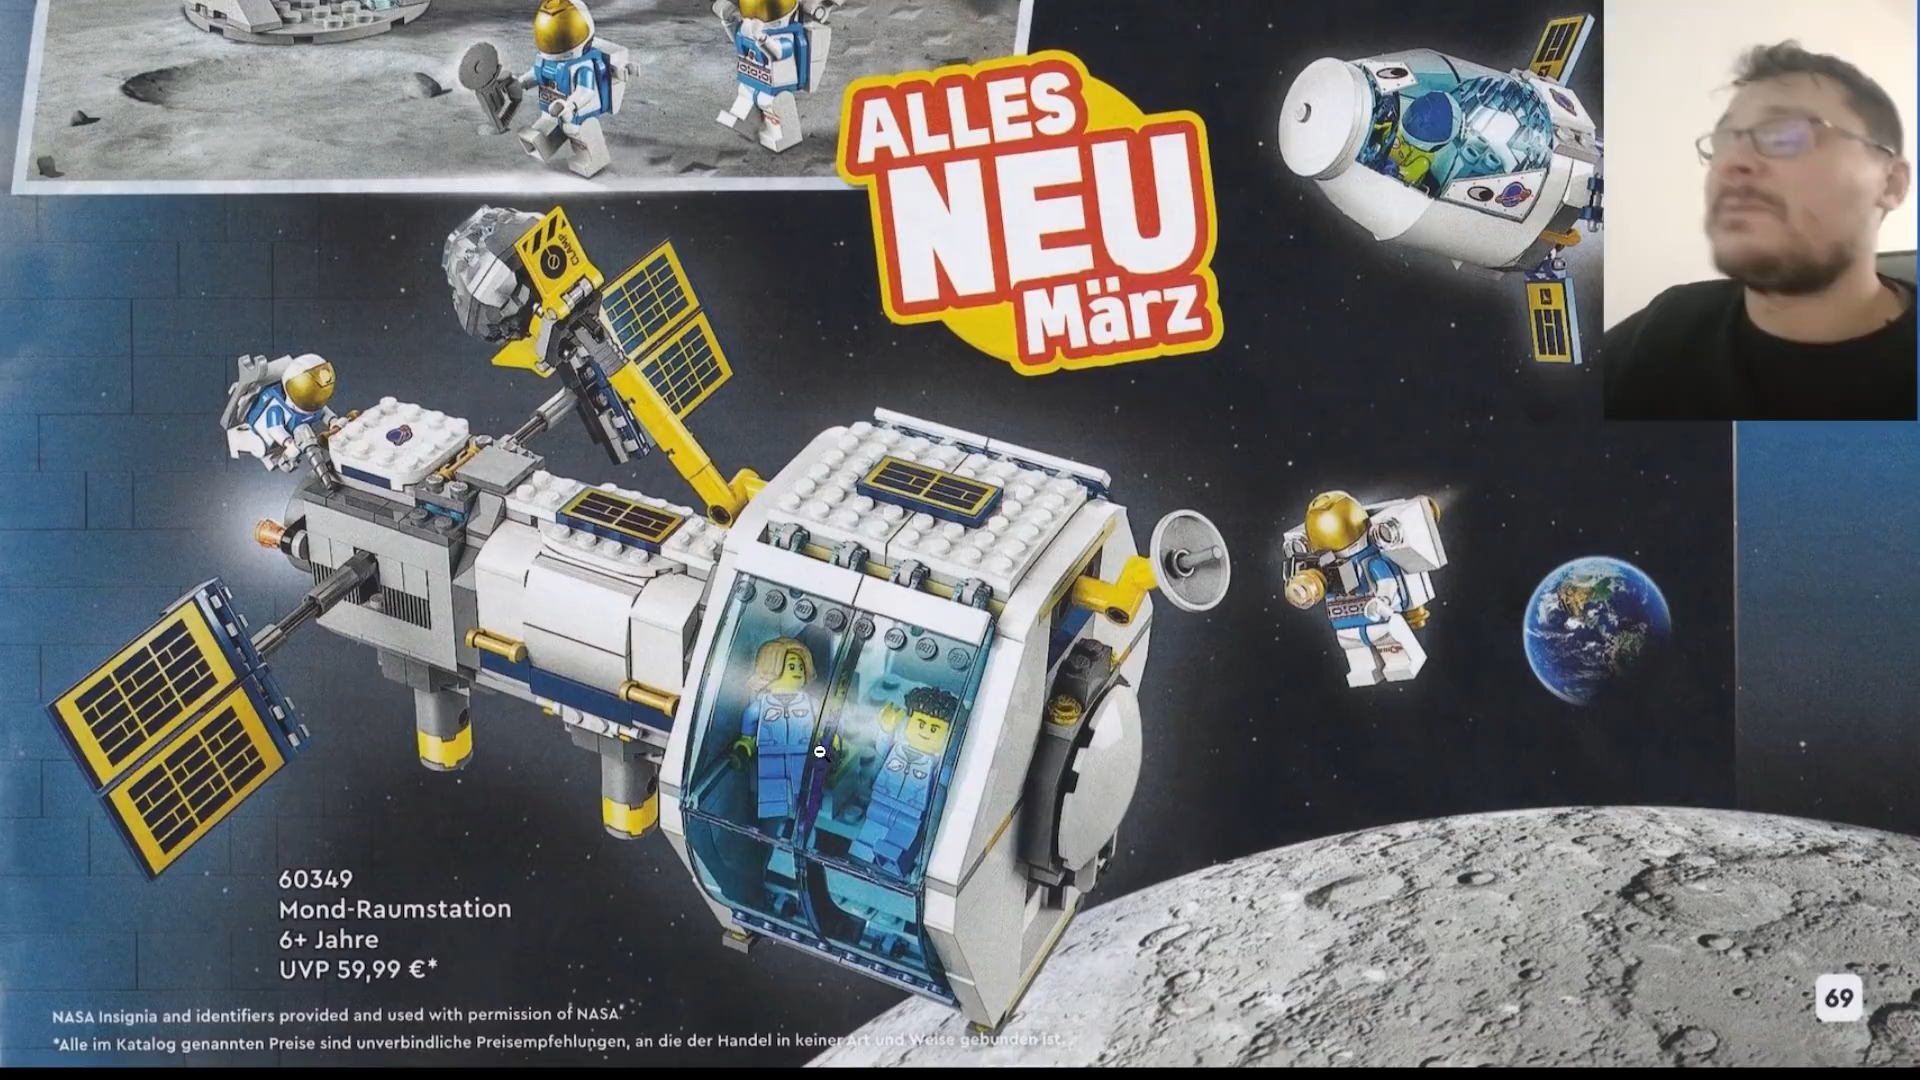 ALLES
NEU
März
CLAMP
60349
Mond-Raumstation
6+ Jahre
UVP 59,99 €*
NASA Insignia and identifiers provided and used with permission of NASA.
*Alle im Katalog genannten Preise sind unverbindliche Preisempfehlungen, an die der Handel in keiner Art und Weise gebunden ist.
69